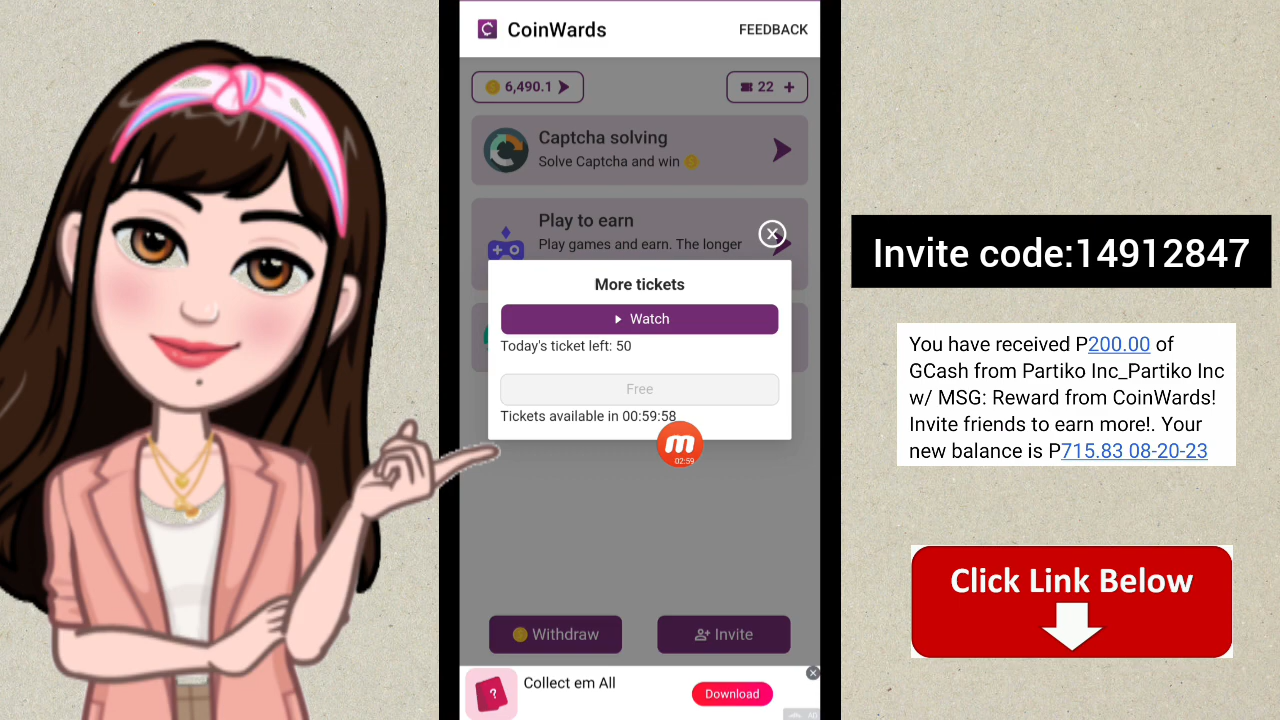 CoinWards
FEEDBACK
6,490.1
22 +
Captcha solving
Solve Captcha and win
Play to earn
Play games and earn. The longer
More tickets
Watch
Today's ticket left: 50
Free
Tickets available in 00:59:58
m
02:59
Withdraw
Invite
Collect em All
Download
AD
Invite code:14912847
You have received P200.00 of
GCash from Partiko Inc_Partiko Inc
w/ MSG: Reward from CoinWards!
Invite friends to earn more!. Your
new balance is P715.83 08-20-23
Click Link Below